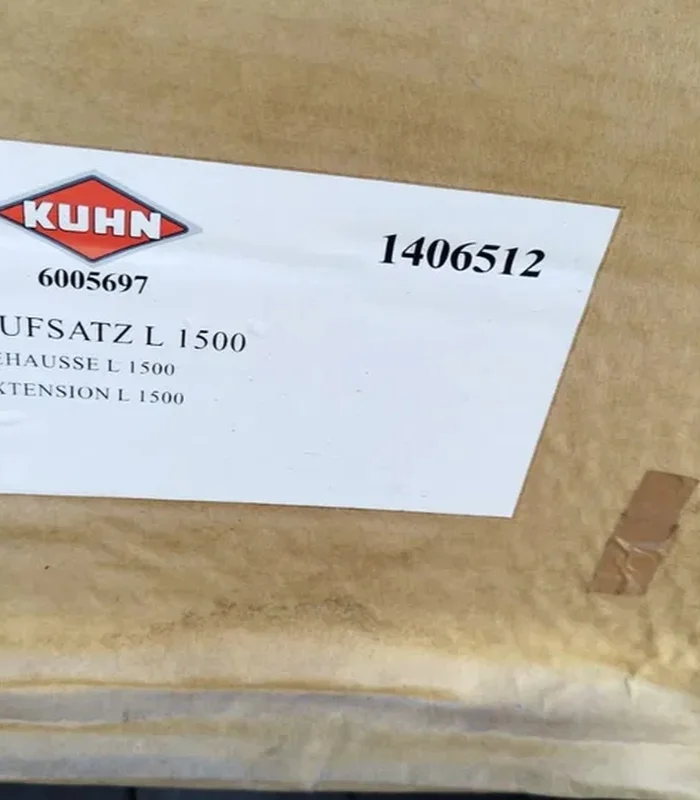 KUHN
1406512
6005697
UFSATZ L 1500
EHAUSSE L 1500
XTENSION L 1500